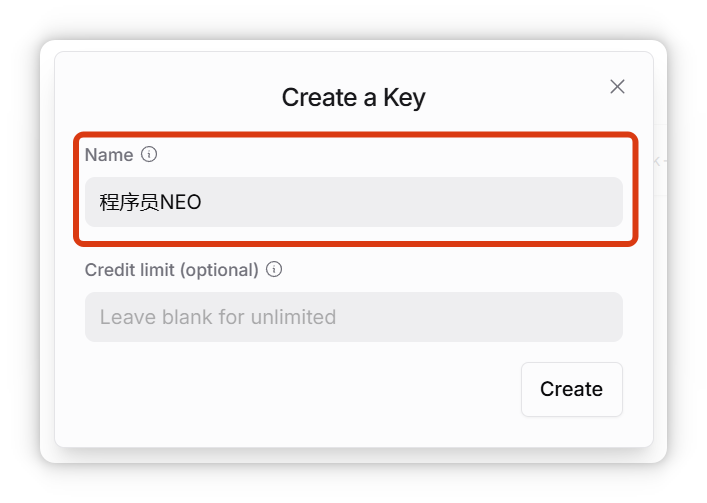 Create a Key
Name
程序员NEO
Credit limit (optional)
Leave blank for unlimited
Create